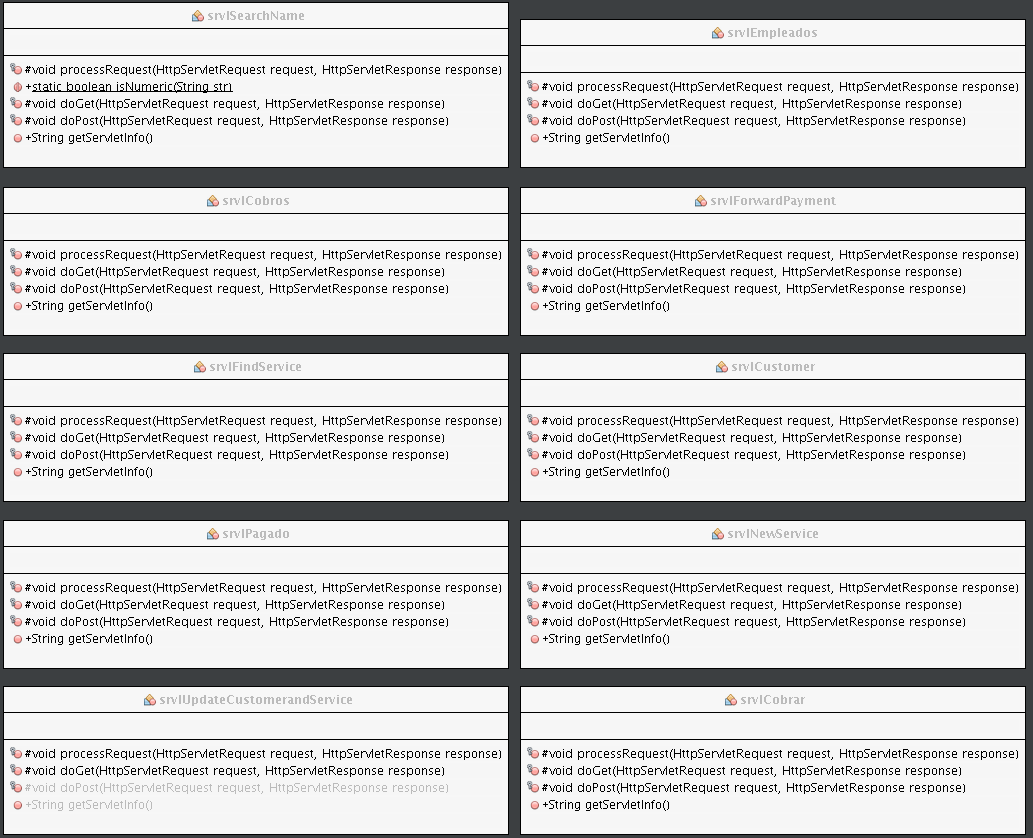 srvlSearchName
#void processRequest(HttpServletRequest request, HttpServletResponse response)
+static boolean isNumeric(String str)
#void doGet(HttpServletRequest request, HttpServletResponse response)
#void doPost(HttpServletRequest request, HttpServletResponse response)
+String getServletInfo()
srvlEmpleados
#void processRequest(HttpServletRequest request, HttpServletResponse response)
#void doGet(HttpServletRequest request, HttpServletResponse response)
#void doPost(HttpServletRequest request, HttpServletResponse response)
+String getServletInfo()
srvlCobros
#void processRequest(HttpServletRequest request, HttpServletResponse response)
#void doGet(HttpServletRequest request, HttpServletResponse response)
#void doPost(HttpServletRequest request, HttpServletResponse response)
+String getServletInfo()
srvlForwardPayment
#void processRequest(HttpServletRequest request, HttpServletResponse response)
#void doGet(HttpServletRequest request, HttpServletResponse response)
#void doPost(HttpServletRequest request, HttpServletResponse response)
+String getServletInfo()
srvlFindService
#void processRequest(HttpServletRequest request, HttpServletResponse response)
#void doGet(HttpServletRequest request, HttpServletResponse response)
#void doPost(HttpServletRequest request, HttpServletResponse response)
+String getServletInfo()
srvlCustomer
#void processRequest(HttpServletRequest request, HttpServletResponse response)
#void doGet(HttpServletRequest request, HttpServletResponse response)
#void doPost(HttpServletRequest request, HttpServletResponse response)
+String getServletInfo()
srvlPagado
#void processRequest(HttpServletRequest request, HttpServletResponse response)
#void doGet(HttpServletRequest request, HttpServletResponse response)
#void doPost(HttpServletRequest request, HttpServletResponse response)
+String getServletInfo()
srvlNewService
#void processRequest(HttpServletRequest request, HttpServletResponse response)
#void doGet(HttpServletRequest request, HttpServletResponse response)
#void doPost(HttpServletRequest request, HttpServletResponse response)
+String getServletInfo()
srvlUpdateCustomerandService
#void processRequest(HttpServletRequest request, HttpServletResponse response)
#void doGet(HttpServletRequest request, HttpServletResponse response)
#void doPost(HttpServletRequest request, HttpServletResponse response)
+String getServletInfo()
srvlCobrar
#void processRequest(HttpServletRequest request, HttpServletResponse response)
#void doGet(HttpServletRequest request, HttpServletResponse response)
#void doPost(HttpServletRequest request, HttpServletResponse response)
+String getServletInfo()